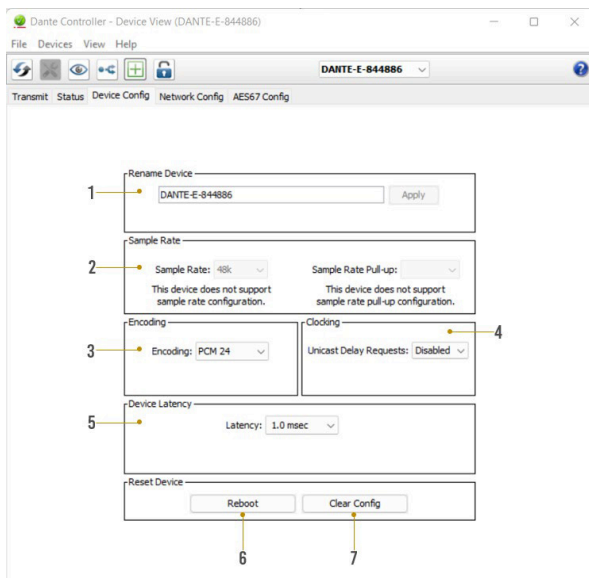 Dante Controller - Device View (DANTE-E-844886)
File Devices View Help
DANTE-E-844886
?
Transmit Status Device Config Network Config AES67 Config
Rename Device
1
DANTE-E-844886 Apply
Sample Rate
2
Sample Rate: 48k Sample Rate Pull-up:
This device does not support This device does not support
sample rate configuration. sample rate pull-up configuration.
Encoding Clocking
4
3
Encoding: PCM 24 Unicast Delay Requests: Disabled
Device Latency
5
Latency: 1.0 msec
Reset Device
Reboot Clear Config
6 7